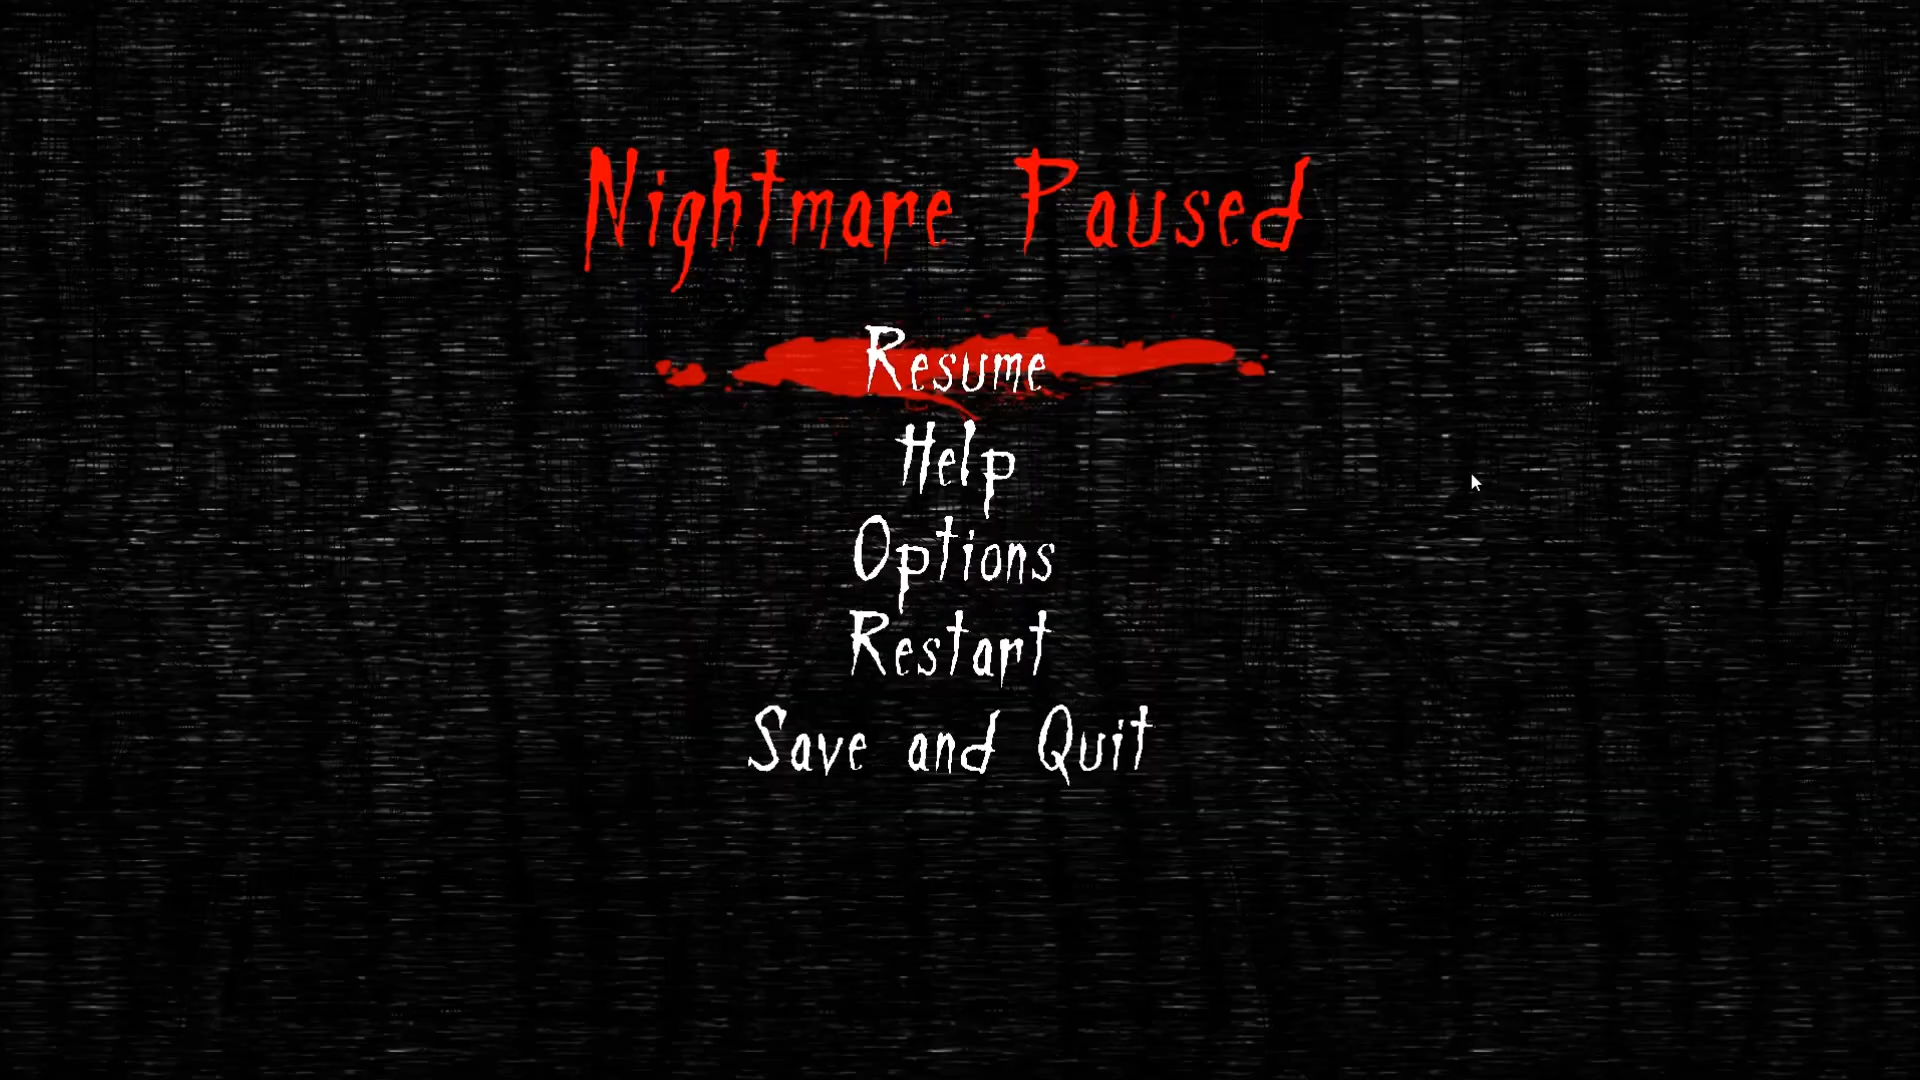 Nightmare Paused
Resume
Help
Options
Restart
Save and Quit